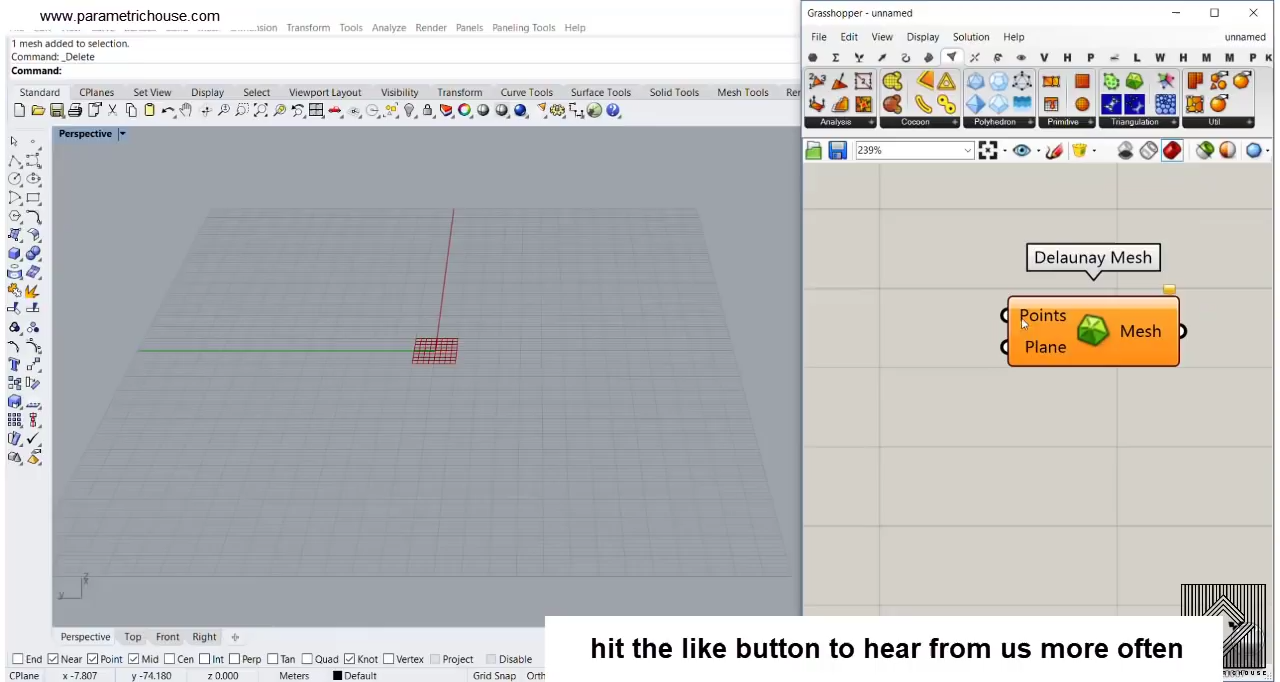 www.parametrichouse.com
Transform Tools Analyze Render Panels Paneling Tools Help
1 mesh added to selection.
Command: _Delete
Command:
Standard CPlanes Set View Display Select Viewport Layout Visibility Transform Curve Tools Surface Tools Solid Tools Mesh Tools
Perspective
Perspective Top Front Right
End Near Point Mid Cen Int Perp Tan Quad Knot Vertex Project Disable
CPlane x -7.807 y -74.180 z 0.000 Meters Default Grid Snap Orth
Grasshopper - unnamed
File Edit View Display Solution Help unnamed
V H P L W H M M P K
Analysis Cocoon Polyhedron Primitive Triangulation Util
239%
Delaunay Mesh
Points
Mesh
Plane
hit the like button to hear from us more often